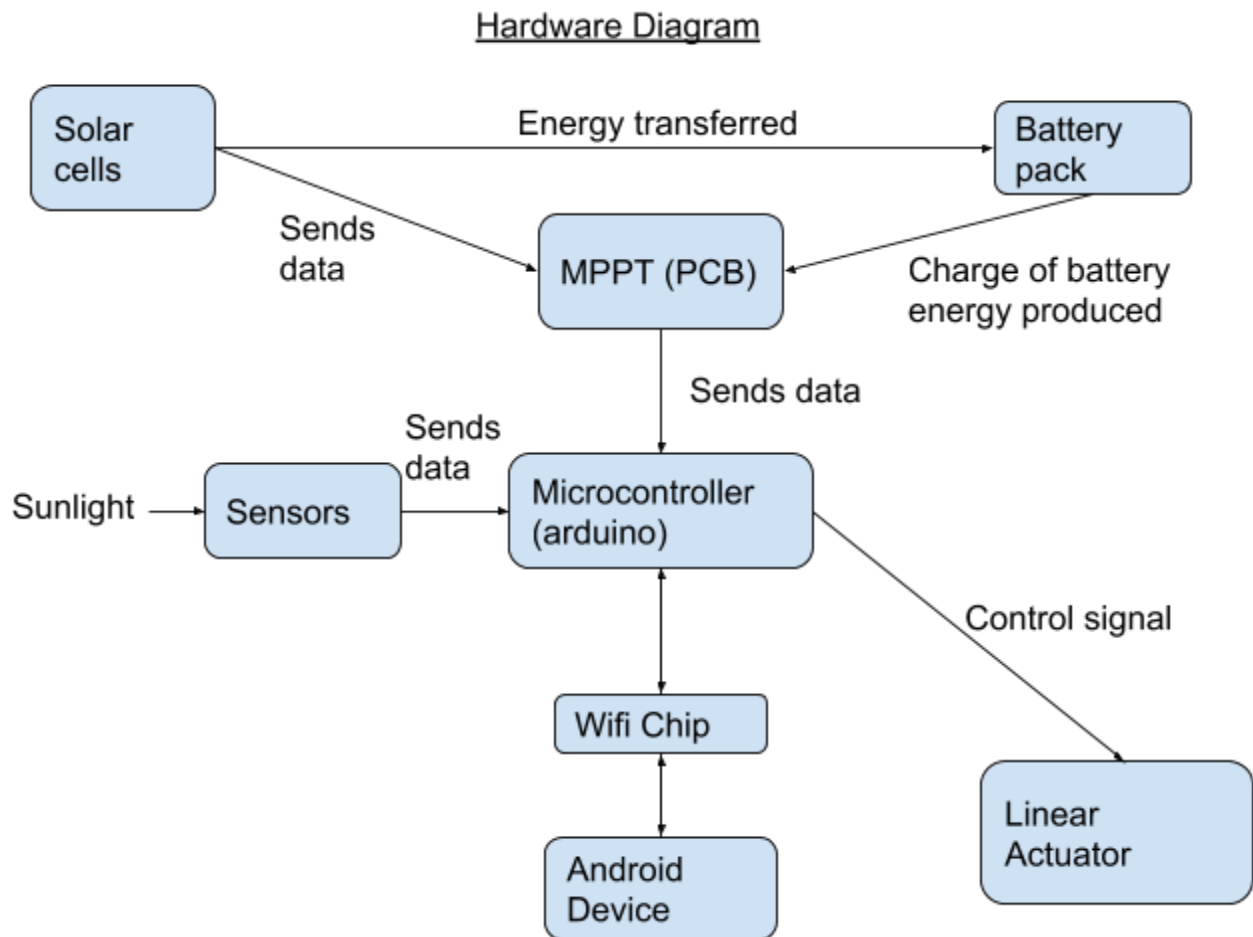 Hardware Diagram
Solar
cells
Energy transferred
Battery
pack
Sends
data
MPPT (PCB)
Charge of battery
energy produced
Sends data
Sends
data
Sunlight
Sensors
Microcontroller
(arduino)
Control signal
Wifi Chip
Linear
Actuator
Android
Device